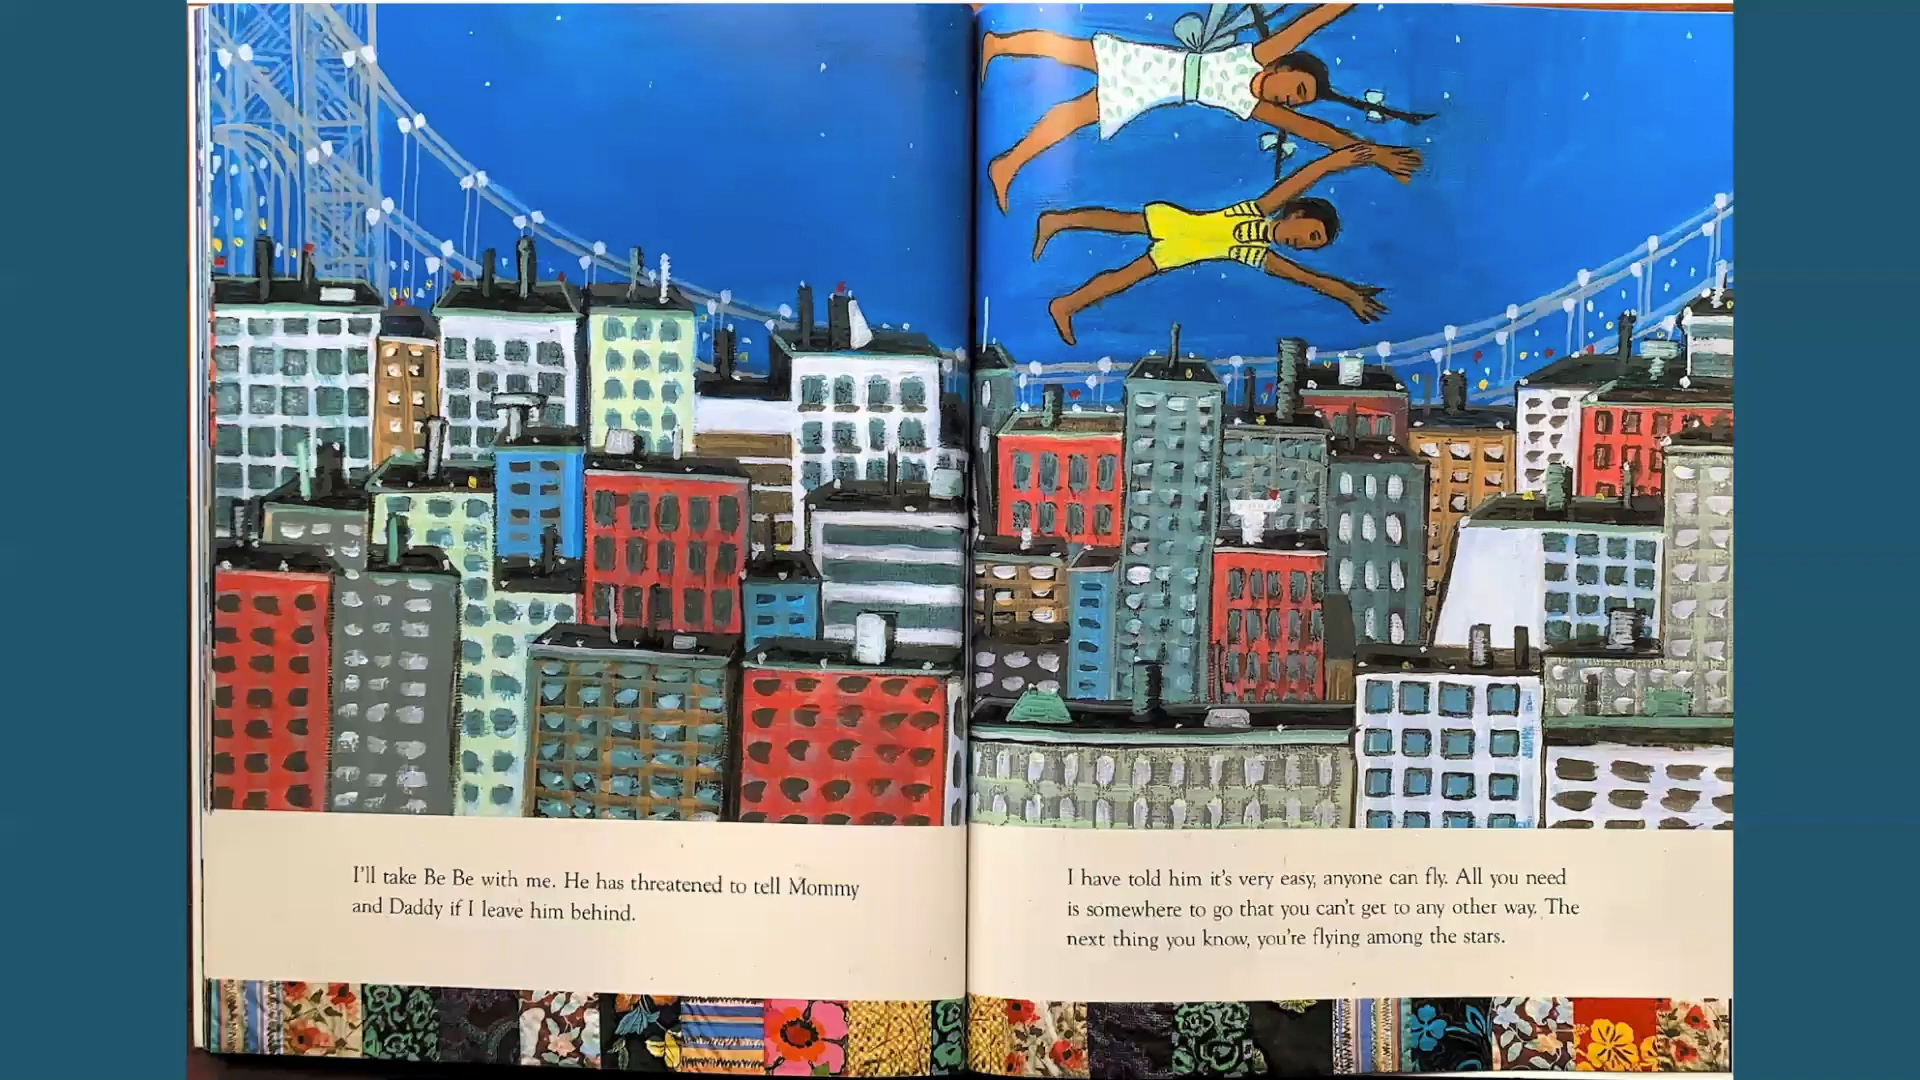 I'll take Be Be with me. He has threatened to tell Mommy
and Daddy if I leave him behind.
I have told him it's very easy, anyone can fly. All you need
is somewhere to go that you can't get to any other way. The
next thing you know, you're flying among the stars.